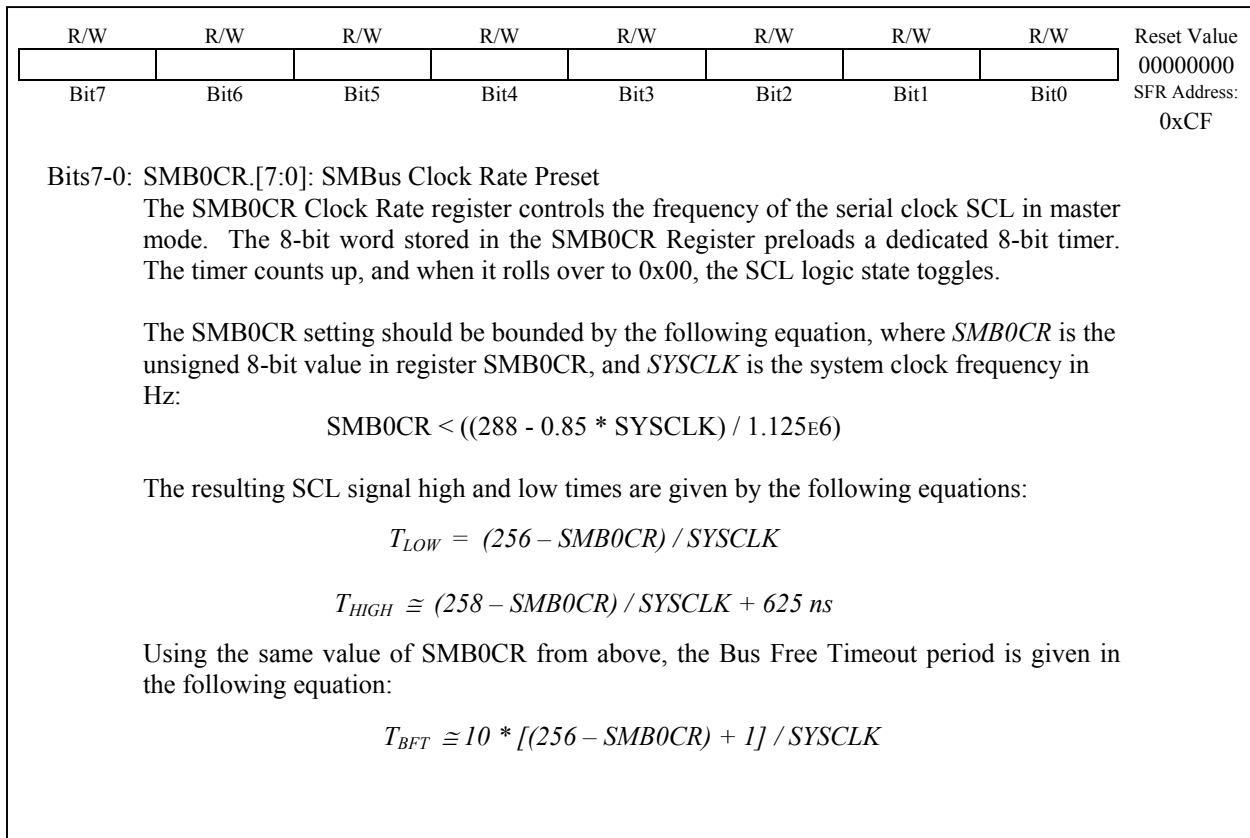 R/W R/W R/W R/W R/W R/W R/W R/W Reset Value
00000000
Bit7 Bit6 Bit5 Bit4 Bit3 Bit2 Bit1 Bit0 SFR Address:
0xCF
Bits7-0: SMB0CR.[7:0]: SMBus Clock Rate Preset
The SMB0CR Clock Rate register controls the frequency of the serial clock SCL in master
mode. The 8-bit word stored in the SMB0CR Register preloads a dedicated 8-bit timer.
The timer counts up, and when it rolls over to 0x00, the SCL logic state toggles.
The SMB0CR setting should be bounded by the following equation, where SMB0CR is the
unsigned 8-bit value in register SMB0CR, and SYSCLK is the system clock frequency in
Hz:
SMB0CR < ((288 - 0.85 * SYSCLK) / 1.125E6)
The resulting SCL signal high and low times are given by the following equations:
T_LOW = (256 – SMB0CR) / SYSCLK
T_HIGH ≅ (258 – SMB0CR) / SYSCLK + 625 ns
Using the same value of SMB0CR from above, the Bus Free Timeout period is given in
the following equation:
T_BFT ≅ 10 * [(256 – SMB0CR) + 1] / SYSCLK